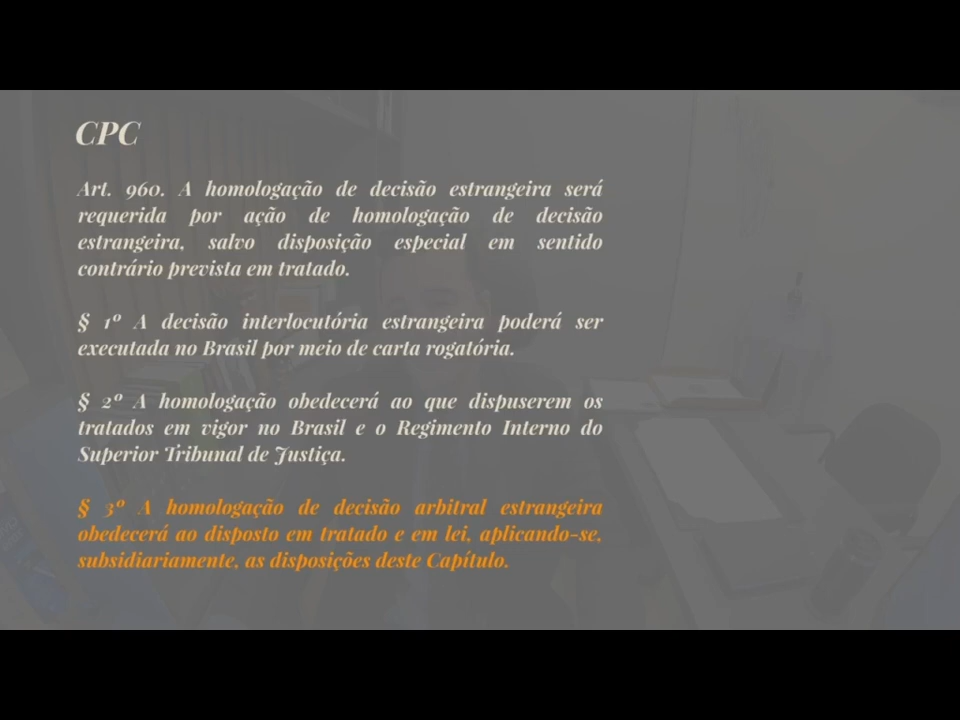 CPC
Art. 960. A homologação de decisão estrangeira será
requerida por ação de homologação de decisão
estrangeira, salvo disposição especial em sentido
contrário prevista em tratado.
§ 1º A decisão interlocutória estrangeira poderá ser
executada no Brasil por meio de carta rogatória.
§ 2º A homologação obedecerá ao que dispuserem os
tratados em vigor no Brasil e o Regimento Interno do
Superior Tribunal de Justiça.
§ 3º A homologação de decisão arbitral estrangeira
obedecerá ao disposto em tratado e em lei, aplicando-se,
subsidiariamente, as disposições deste Capítulo.